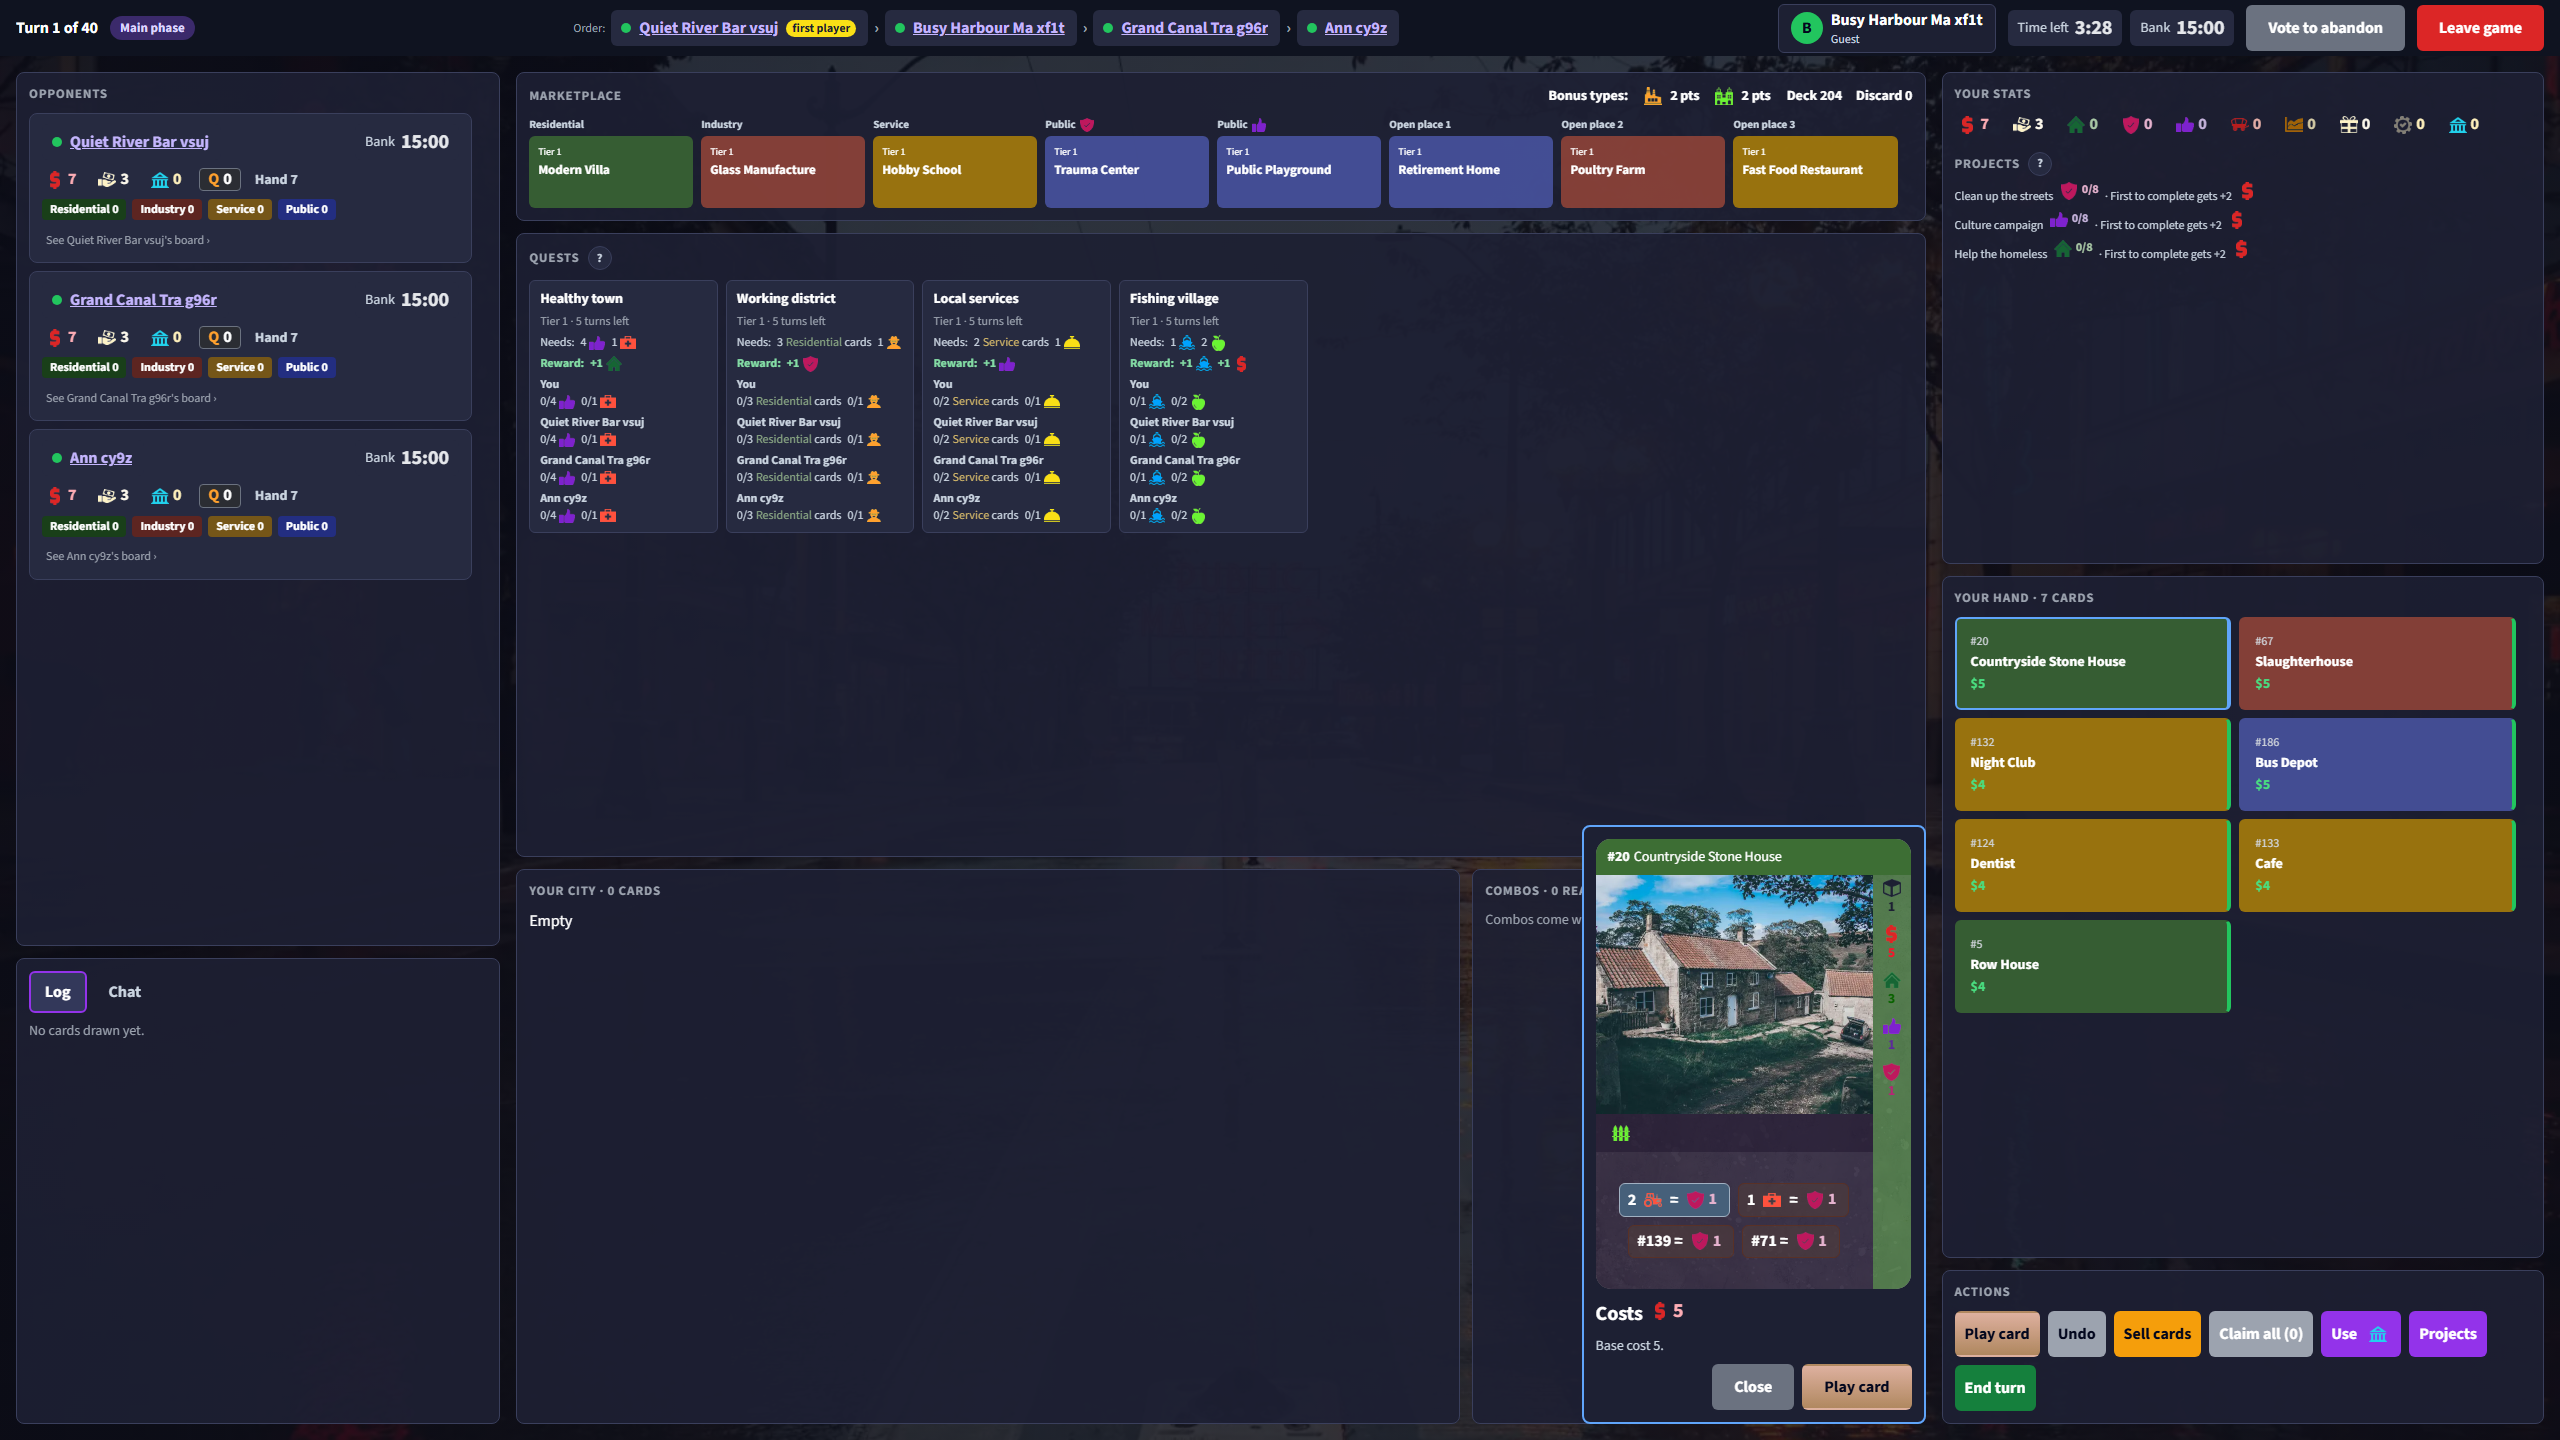 Turn 1 of 40 Main phase
Order: Quiet River Bar vsuj first player › Busy Harbour Ma xf1t › Grand Canal Tra g96r › Ann cy9z
B Busy Harbour Ma xf1t
Guest
Time left 3:28
Bank 15:00
Vote to abandon
Leave game
OPPONENTS
Quiet River Bar vsuj Bank 15:00
7 3 0 Q 0 Hand 7
Residential 0 Industry 0 Service 0 Public 0
See Quiet River Bar vsuj's board ›
Grand Canal Tra g96r Bank 15:00
7 3 0 Q 0 Hand 7
Residential 0 Industry 0 Service 0 Public 0
See Grand Canal Tra g96r's board ›
Ann cy9z Bank 15:00
7 3 0 Q 0 Hand 7
Residential 0 Industry 0 Service 0 Public 0
See Ann cy9z's board ›
Log Chat
No cards drawn yet.
MARKETPLACE
Bonus types: 2 pts 2 pts Deck 204 Discard 0
Residential Industry Service Public Public Open place 1 Open place 2 Open place 3
Tier 1 Tier 1 Tier 1 Tier 1 Tier 1 Tier 1 Tier 1 Tier 1
Modern Villa Glass Manufacture Hobby School Trauma Center Public Playground Retirement Home Poultry Farm Fast Food Restaurant
QUESTS ?
Healthy town
Tier 1 · 5 turns left
Needs: 4 1
Reward: +1
You
0/4 0/1
Quiet River Bar vsuj
0/4 0/1
Grand Canal Tra g96r
0/4 0/1
Ann cy9z
0/4 0/1
Working district
Tier 1 · 5 turns left
Needs: 3 Residential cards 1
Reward: +1
You
0/3 Residential cards 0/1
Quiet River Bar vsuj
0/3 Residential cards 0/1
Grand Canal Tra g96r
0/3 Residential cards 0/1
Ann cy9z
0/3 Residential cards 0/1
Local services
Tier 1 · 5 turns left
Needs: 2 Service cards 1
Reward: +1
You
0/2 Service cards 0/1
Quiet River Bar vsuj
0/2 Service cards 0/1
Grand Canal Tra g96r
0/2 Service cards 0/1
Ann cy9z
0/2 Service cards 0/1
Fishing village
Tier 1 · 5 turns left
Needs: 1 2
Reward: +1 +1
You
0/1 0/2
Quiet River Bar vsuj
0/1 0/2
Grand Canal Tra g96r
0/1 0/2
Ann cy9z
0/1 0/2
YOUR CITY · 0 CARDS
Empty
COMBOS · 0 REA
Combos come w
#20 Countryside Stone House
1
5
3
1
1
2 = 1 1 = 1
#139 = 1 #71 = 1
Costs $ 5
Base cost 5.
Close Play card
YOUR STATS
$ 7 3 0 0 0 0 0 0 0 0
PROJECTS ?
Clean up the streets 0/8 · First to complete gets +2 $
Culture campaign 0/8 · First to complete gets +2 $
Help the homeless 0/8 · First to complete gets +2 $
YOUR HAND · 7 CARDS
#20
Countryside Stone House
$5
#67
Slaughterhouse
$5
#132
Night Club
$4
#186
Bus Depot
$5
#124
Dentist
$4
#133
Cafe
$4
#5
Row House
$4
ACTIONS
Play card Undo Sell cards Claim all (0) Use Projects
End turn